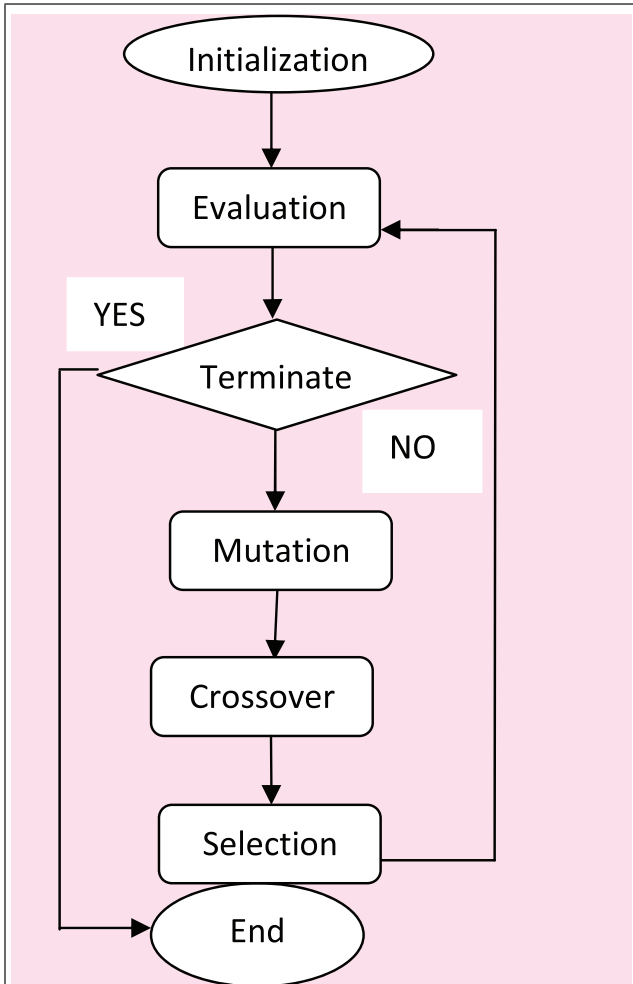 Initialization
Evaluation
YES
Terminate
NO
Mutation
Crossover
Selection
End